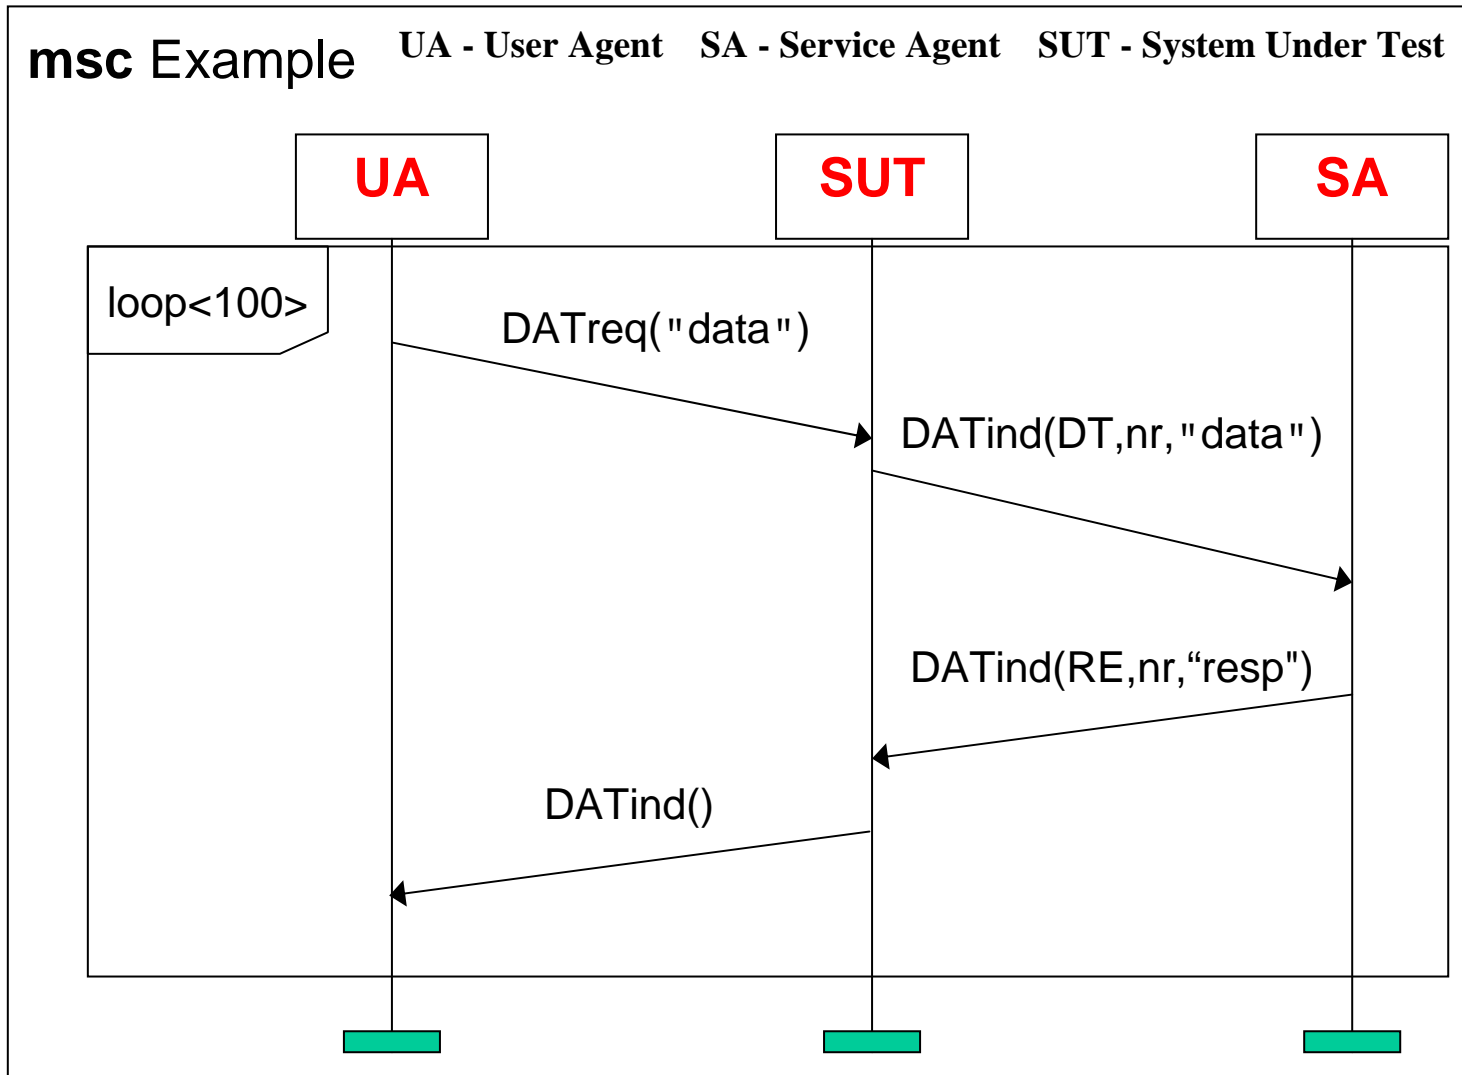 msc Example UA - User Agent SA - Service Agent SUT - System Under Test
UA SUT SA
loop<100>
DATreq("data")
DATind(DT,nr,"data")
DATind(RE,nr,“resp")
DATind()